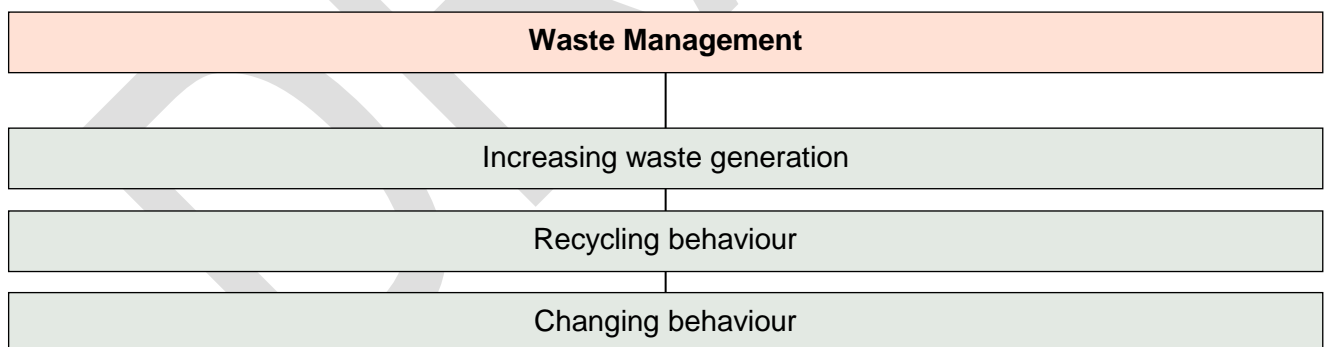 Waste Management
Increasing waste generation
Recycling behaviour
Changing behaviour